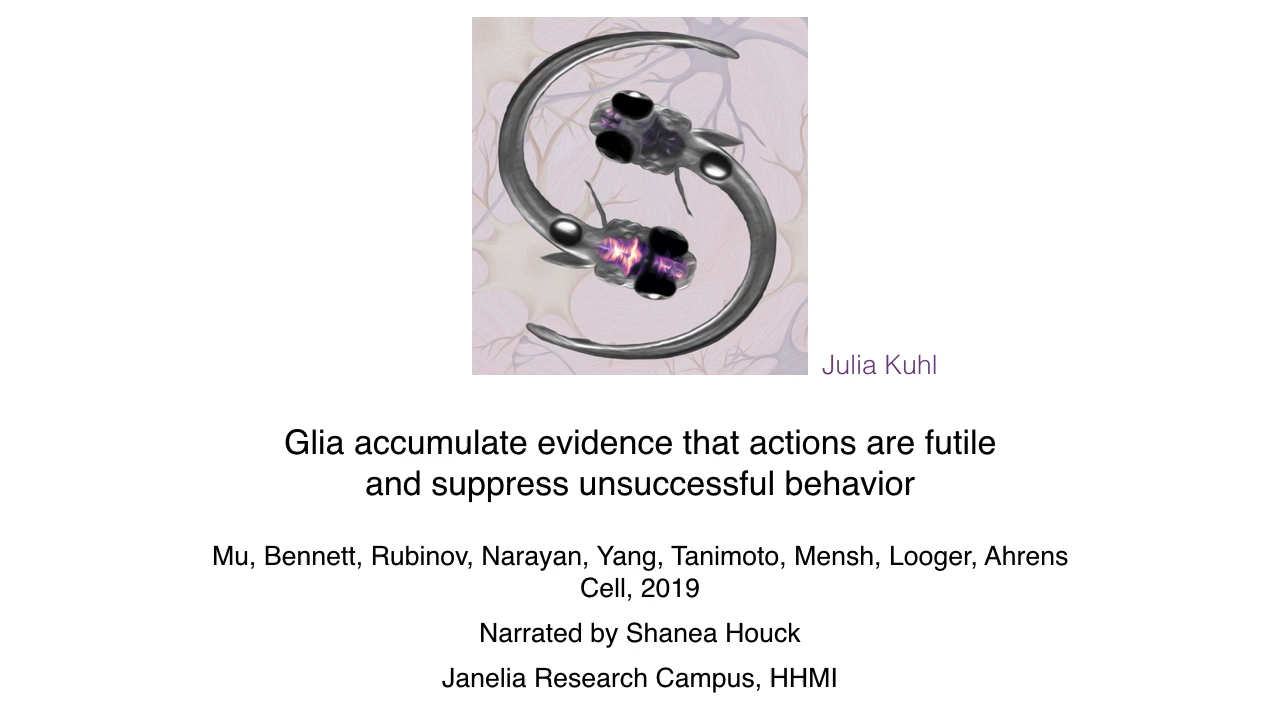 Julia Kuhl
Glia accumulate evidence that actions are futile
and suppress unsuccessful behavior
Mu, Bennett, Rubinov, Narayan, Yang, Tanimoto, Mensh, Looger, Ahrens
Cell, 2019
Narrated by Shanea Houck
Janelia Research Campus, HHMI